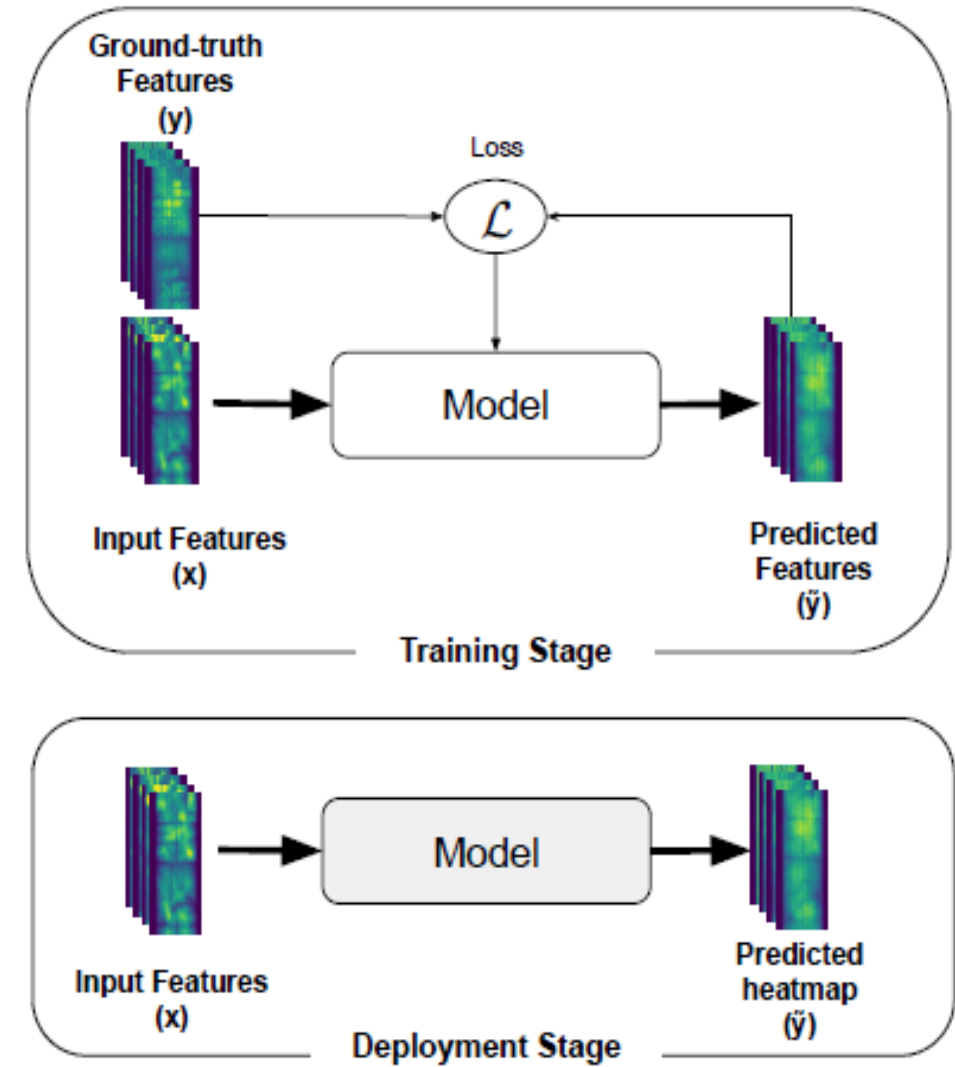 Ground-truth
Features
(y)
Loss
ℒ
Model
Input Features
(x)
Predicted
Features
(ỹ)
Training Stage
Model
Input Features
(x)
Predicted
heatmap
(ỹ)
Deployment Stage